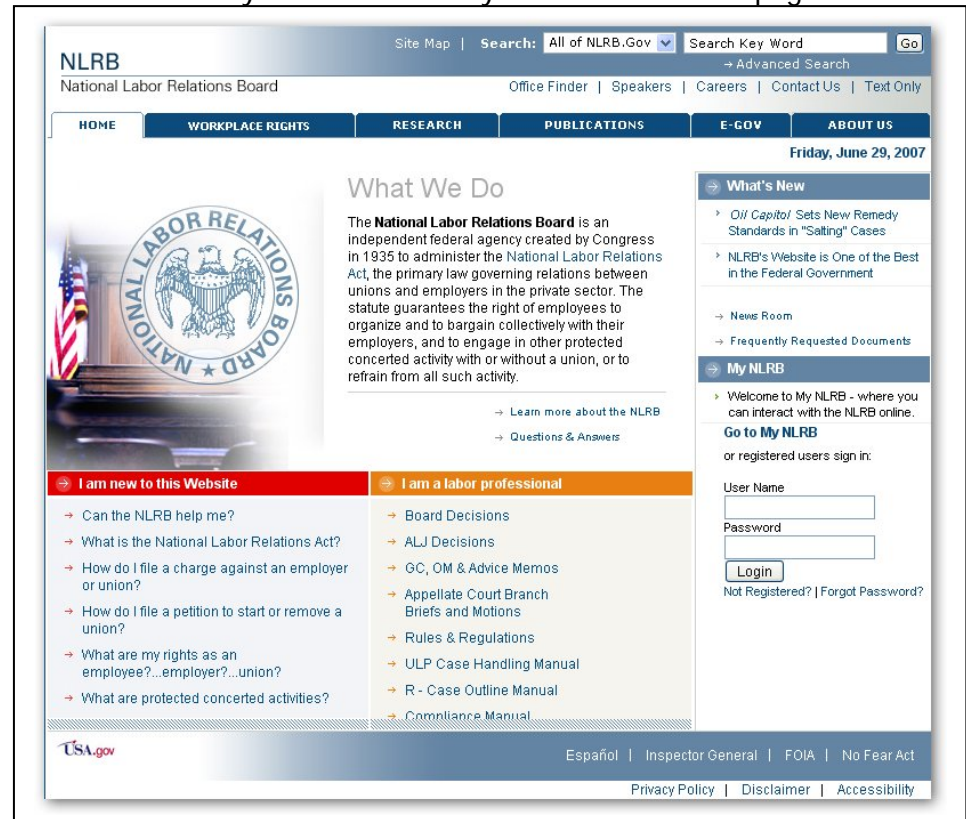 Site Map | Search: All of NLRB.Gov Search Key Word Go
NLRB
→ Advanced Search
National Labor Relations Board
Office Finder | Speakers | Careers | Contact Us | Text Only
HOME WORKPLACE RIGHTS RESEARCH PUBLICATIONS E-GOV ABOUT US
Friday, June 29, 2007
NATIONAL LABOR RELATIONS BOARD
What We Do
The National Labor Relations Board is an
independent federal agency created by Congress
in 1935 to administer the National Labor Relations
Act, the primary law governing relations between
unions and employers in the private sector. The
statute guarantees the right of employees to
organize and to bargain collectively with their
employers, and to engage in other protected
concerted activity with or without a union, or to
refrain from all such activity.
→ Learn more about the NLRB
→ Questions & Answers
What's New
Oil Capitol Sets New Remedy
Standards in "Salting" Cases
NLRB's Website is One of the Best
in the Federal Government
→ News Room
→ Frequently Requested Documents
My NLRB
Welcome to My NLRB - where you
can interact with the NLRB online.
Go to My NLRB
or registered users sign in:
User Name
Password
Login
Not Registered? | Forgot Password?
I am new to this Website
→ Can the NLRB help me?
→ What is the National Labor Relations Act?
→ How do I file a charge against an employer
or union?
→ How do I file a petition to start or remove a
union?
→ What are my rights as an
employee?...employer?...union?
→ What are protected concerted activities?
I am a labor professional
→ Board Decisions
→ ALJ Decisions
→ GC, OM & Advice Memos
→ Appellate Court Branch
Briefs and Motions
→ Rules & Regulations
→ ULP Case Handling Manual
→ R - Case Outline Manual
→ Compliance Manual
USA.gov
Español | Inspector General | FOIA | No Fear Act
Privacy Policy | Disclaimer | Accessibility